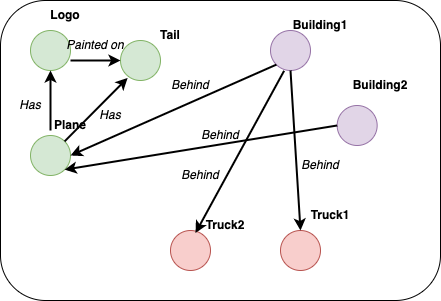 Logo
Building1
Painted on
Tail
Behind
Building2
Has
Has
Plane
Behind
Behind
Behind
Truck2
Truck1